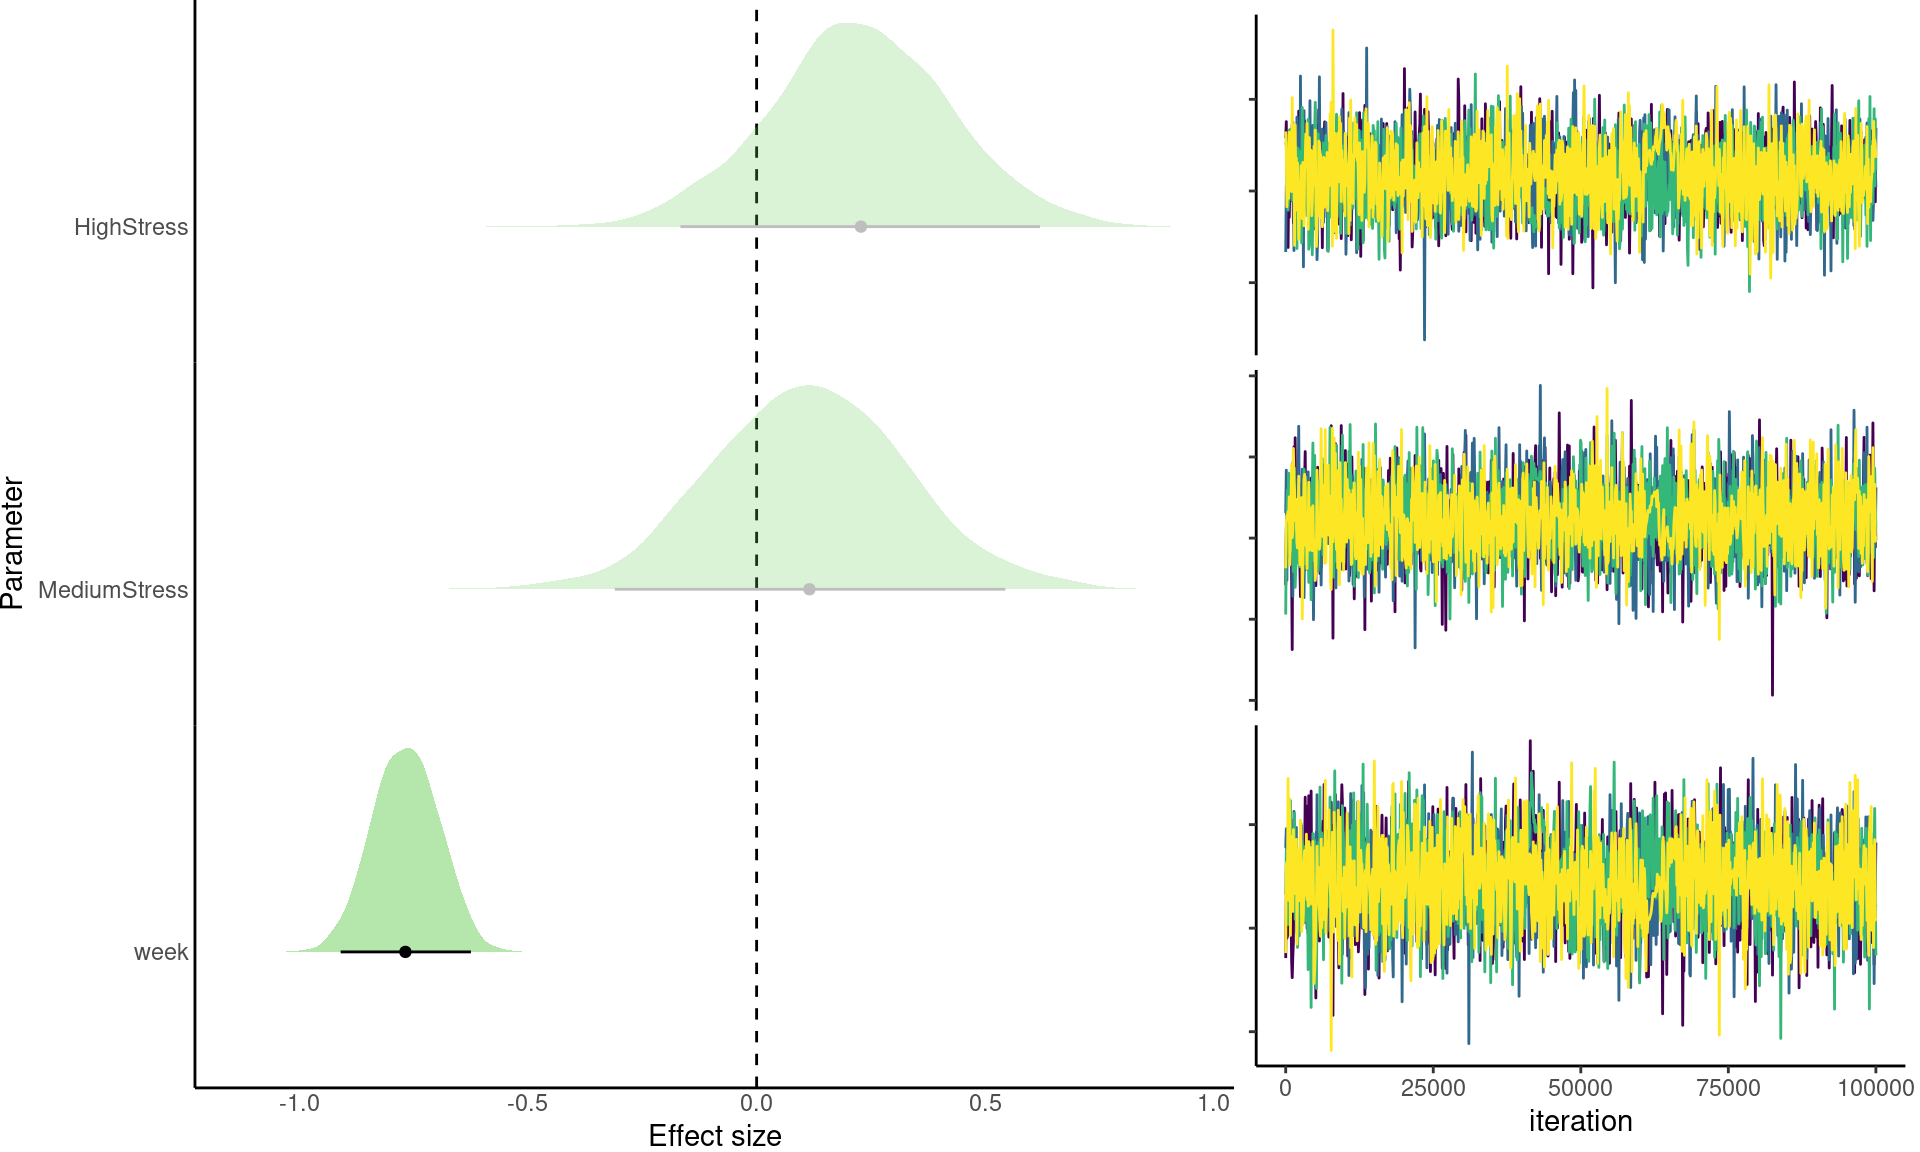 HighStress
MediumStress
week
Parameter
-1.0 -0.5 0.0 0.5 1.0
Effect size
0 25000 50000 75000 100000
iteration